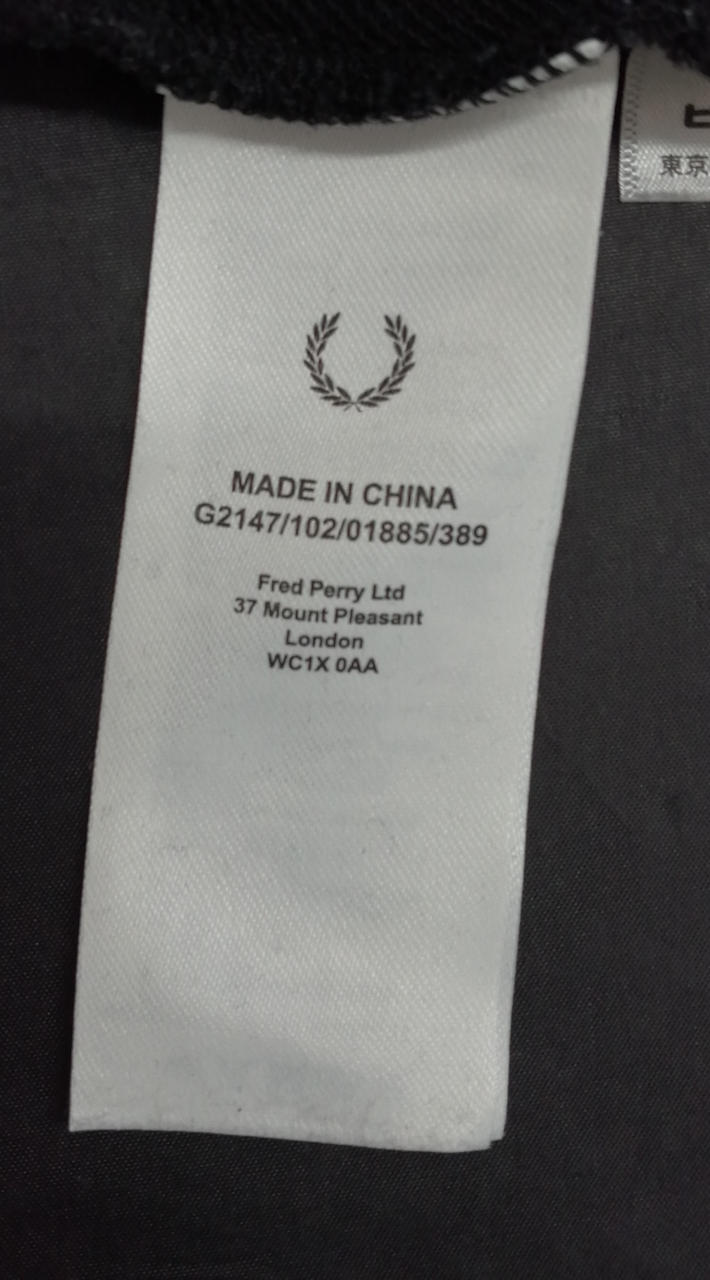 MADE IN CHINA
G2147/102/01885/389
Fred Perry Ltd
37 Mount Pleasant
London
WC1X 0AA
東京